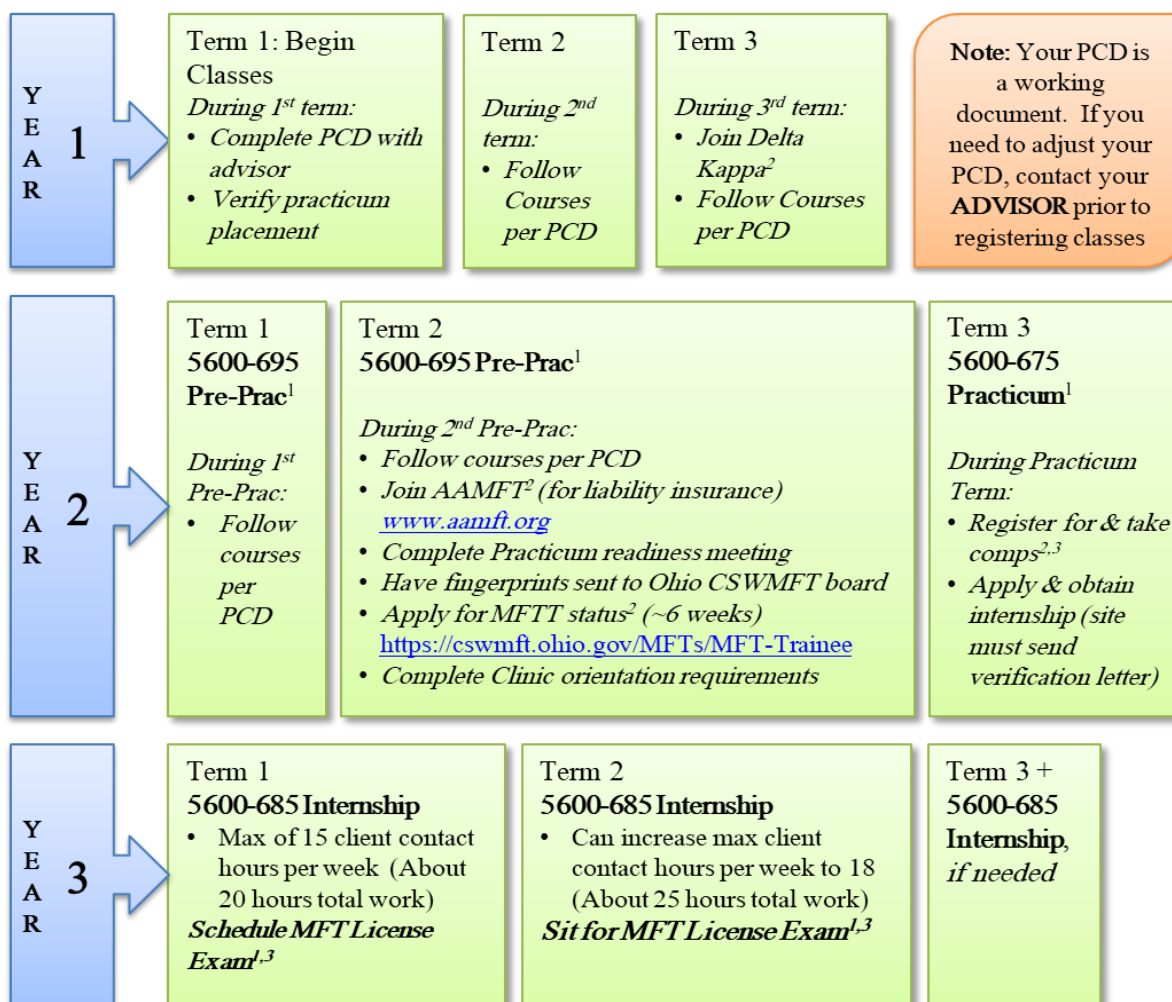 YEAR 1
Term 1: Begin
Classes
During 1st term:
• Complete PCD with
advisor
• Verify practicum
placement
Term 2
During 2nd
term:
• Follow
Courses
per PCD
Term 3
During 3rd term:
• Join Delta
Kappa2
• Follow Courses
per PCD
Note: Your PCD is
a working
document. If you
need to adjust your
PCD, contact your
ADVISOR prior to
registering classes
YEAR 2
Term 1
5600-695
Pre-Prac1
During 1st
Pre-Prac:
• Follow
courses
per
PCD
Term 2
5600-695 Pre-Prac1
During 2nd Pre-Prac:
• Follow courses per PCD
• Join AAMFT2 (for liability insurance)
www.aamft.org
• Complete Practicum readiness meeting
• Have fingerprints sent to Ohio CSWMFT board
• Apply for MFTT status2 (~6 weeks)
https://cswmft.ohio.gov/MFTs/MFT-Trainee
• Complete Clinic orientation requirements
Term 3
5600-675
Practicum1
During Practicum
Term:
• Register for & take
comps2,3
• Apply & obtain
internship (site
must send
verification letter)
YEAR 3
Term 1
5600-685 Internship
• Max of 15 client contact
hours per week (About
20 hours total work)
Schedule MFT License
Exam1,3
Term 2
5600-685 Internship
• Can increase max client
contact hours per week to 18
(About 25 hours total work)
Sit for MFT License Exam1,3
Term 3 +
5600-685
Internship,
if needed